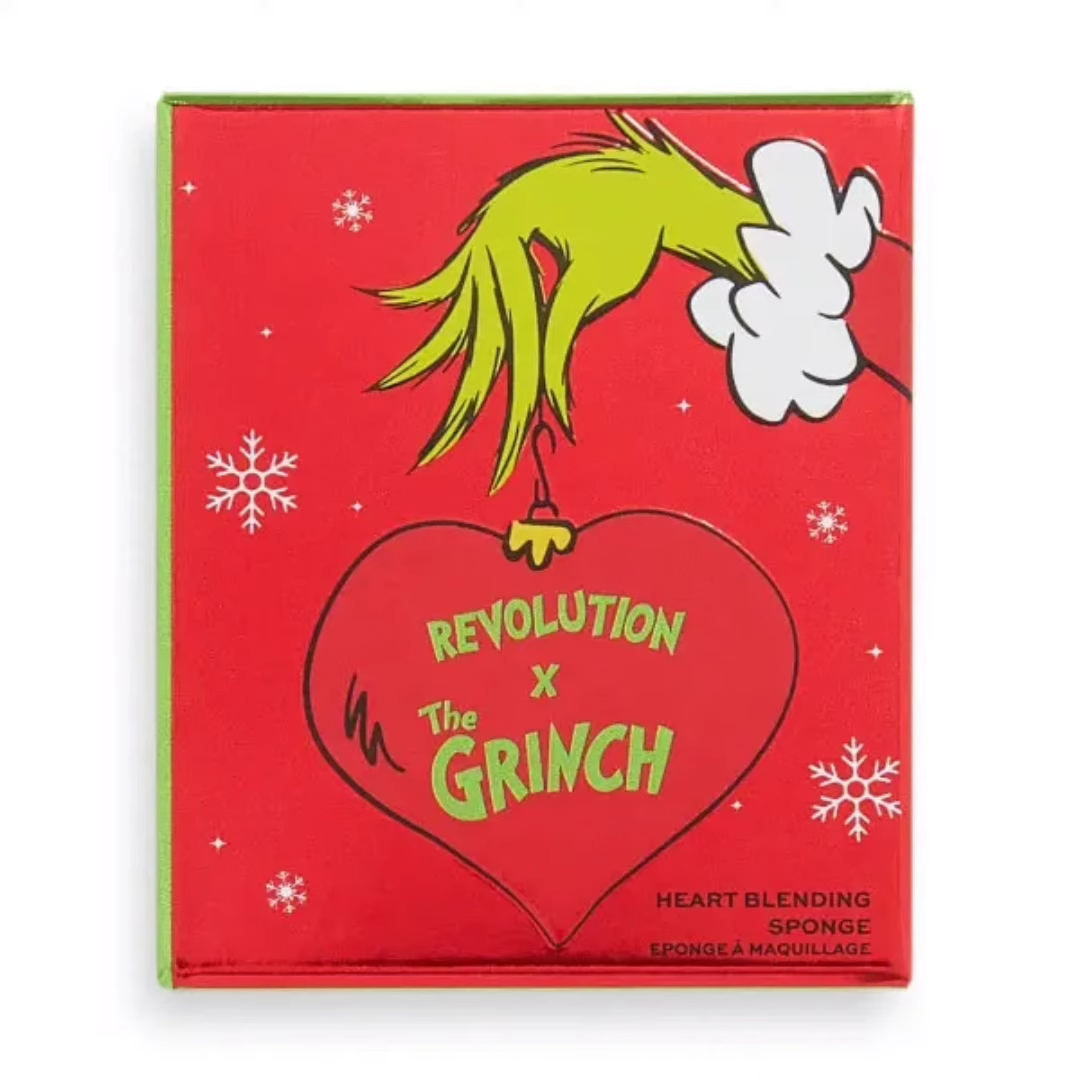 REVOLUTION
X
The
GRINCH
HEART BLENDING
SPONGE
EPONGE À MAQUILLAGE